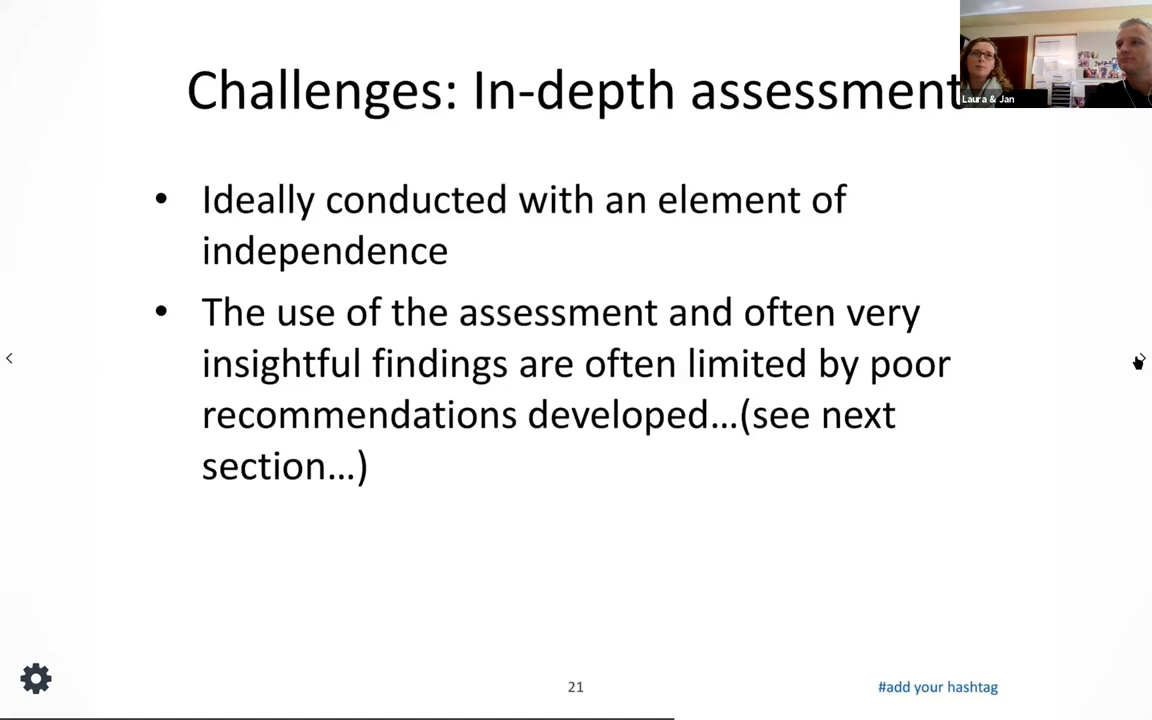 Challenges: In-depth assessment
Laura & Jan
• Ideally conducted with an element of
independence
• The use of the assessment and often very
insightful findings are often limited by poor
recommendations developed...(see next
section...)
21
#add your hashtag